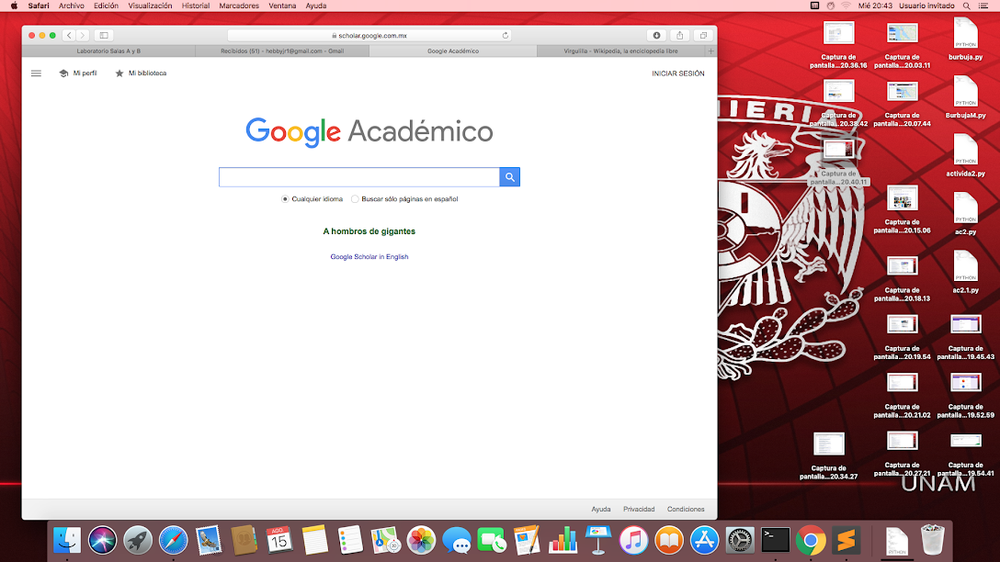 Safari Archivo Edición Visualización Historial Marcadores Ventana Ayuda Mié 20:43 Usuario invitado
scholar.google.com.mx
Laboratorio Salas A y B Recibidos (51) - hebbyjr1@gmail.com - Gmail Google Académico Virguilla - Wikipedia, la enciclopedia libre
Mi perfil Mi biblioteca INICIAR SESIÓN
Google Académico
Cualquier idioma Buscar sólo páginas en español
A hombros de gigantes
Google Scholar in English
Ayuda Privacidad Condiciones
NIERI
UNAM
Captura de
pantalla...20.36.16
Captura de
pantalla...20.03.11
PYTHON
burbuja.py
Captura de
pantalla...20.38.42
Captura de
pantalla...20.07.44
PYTHON
BurbujaM.py
Captura de
pantalla...20.40.11
PYTHON
activida2.py
Captura de
pantalla...20.15.06
PYTHON
ac2.py
Captura de
pantalla...20.18.13
PYTHON
ac2.1.py
Captura de
pantalla...20.19.54
Captura de
pantalla...19.45.43
Captura de
pantalla...20.21.02
Captura de
pantalla...19.52.59
Captura de
pantalla...20.34.27
Captura de
pantalla...20.27.21
Captura de
pantalla...19.54.41
AGO
15
PYTHON